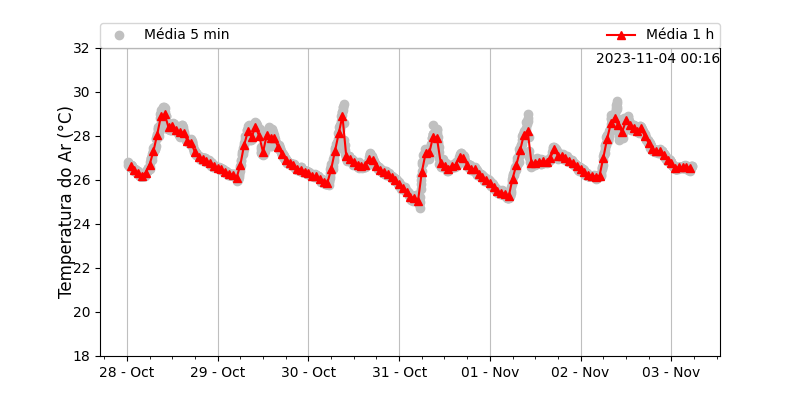 Média 5 min
Média 1 h
2023-11-04 00:16
Temperatura do Ar (°C)
32
30
28
26
24
22
20
18
28 - Oct
29 - Oct
30 - Oct
31 - Oct
01 - Nov
02 - Nov
03 - Nov